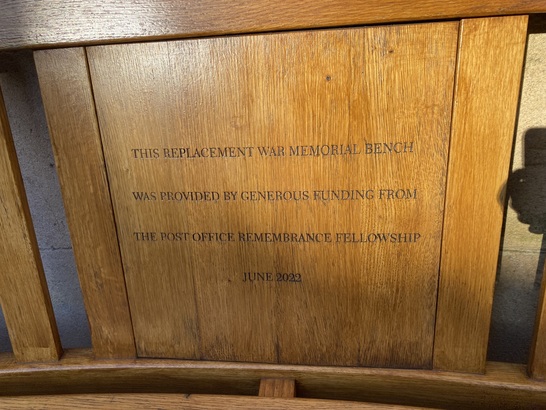 THIS REPLACEMENT WAR MEMORIAL BENCH
WAS PROVIDED BY GENEROUS FUNDING FROM
THE POST OFFICE REMEMBRANCE FELLOWSHIP
JUNE 2022